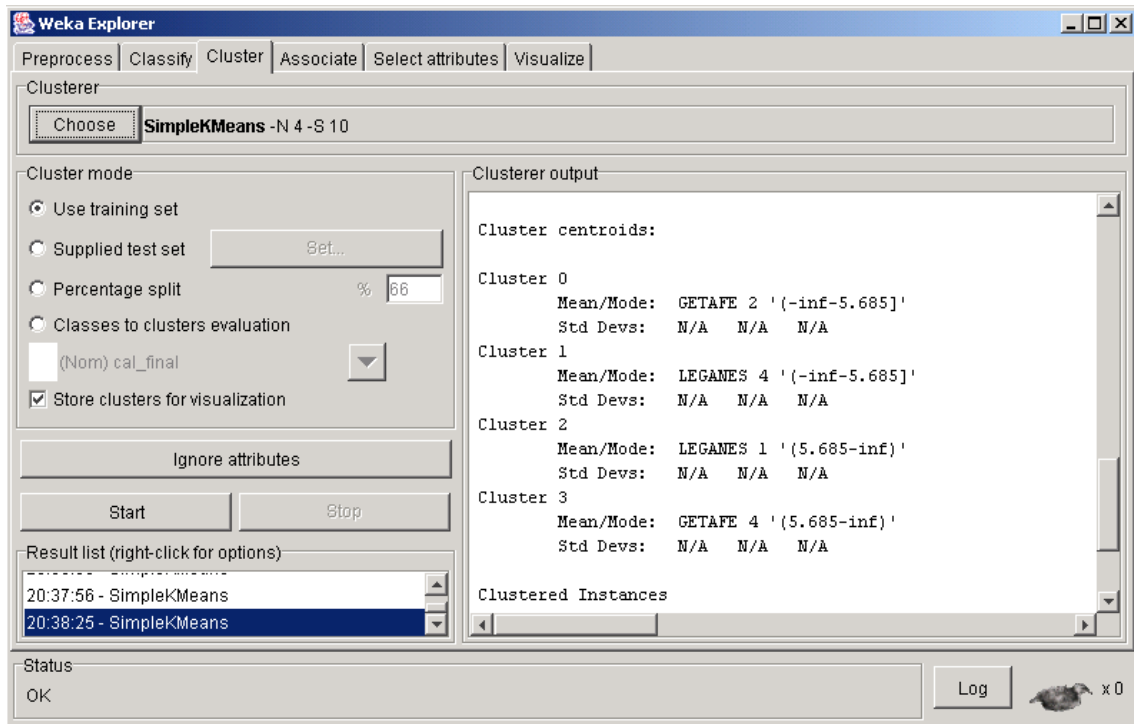 Weka Explorer
Preprocess Classify Cluster Associate Select attributes Visualize
Clusterer
Choose SimpleKMeans -N 4 -S 10
Cluster mode
Use training set
Supplied test set Set...
Percentage split % 66
Classes to clusters evaluation
(Nom) cal_final
Store clusters for visualization
Ignore attributes
Start Stop
Result list (right-click for options)
20:37:56 - SimpleKMeans
20:38:25 - SimpleKMeans
Clusterer output
Cluster centroids:
Cluster 0
Mean/Mode: GETAFE 2 '(-inf-5.685]'
Std Devs: N/A N/A N/A
Cluster 1
Mean/Mode: LEGANES 4 '(-inf-5.685]'
Std Devs: N/A N/A N/A
Cluster 2
Mean/Mode: LEGANES 1 '(5.685-inf)'
Std Devs: N/A N/A N/A
Cluster 3
Mean/Mode: GETAFE 4 '(5.685-inf)'
Std Devs: N/A N/A N/A
Clustered Instances
Status
OK
Log x 0